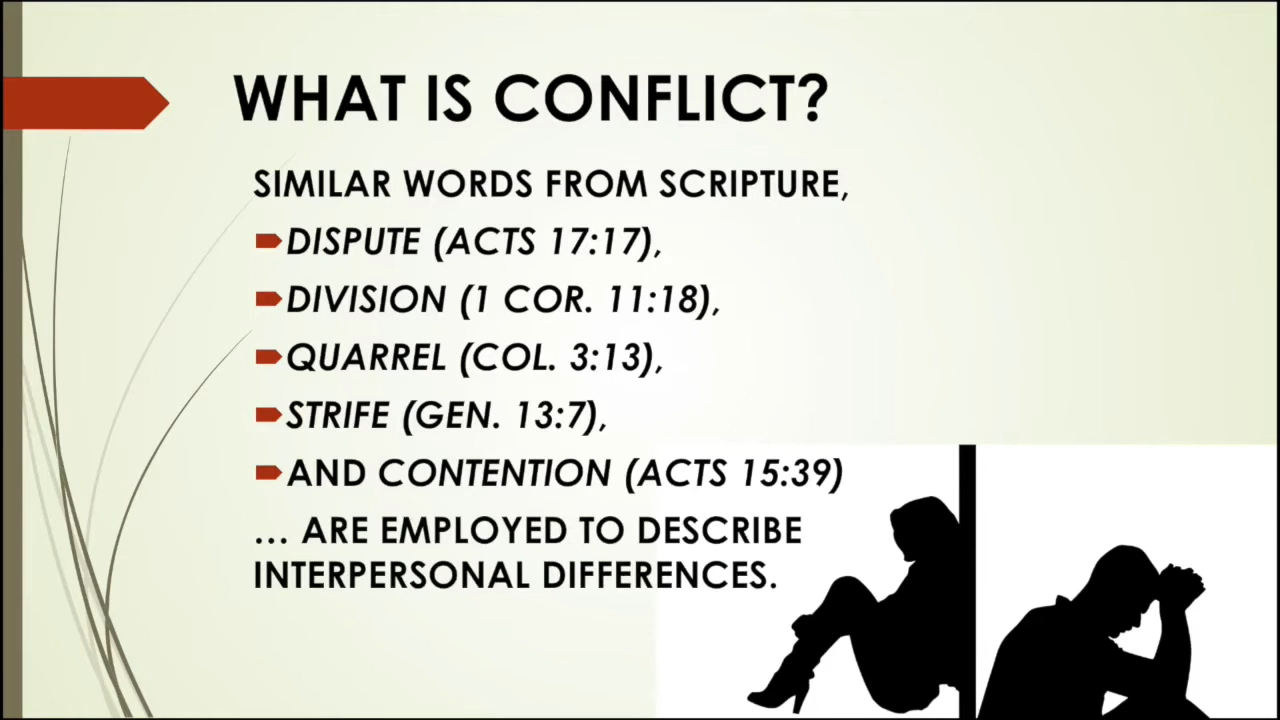 WHAT IS CONFLICT?
SIMILAR WORDS FROM SCRIPTURE,
DISPUTE (ACTS 17:17),
DIVISION (1 COR. 11:18),
QUARREL (COL. 3:13),
STRIFE (GEN. 13:7),
AND CONTENTION (ACTS 15:39)
… ARE EMPLOYED TO DESCRIBE
INTERPERSONAL DIFFERENCES.